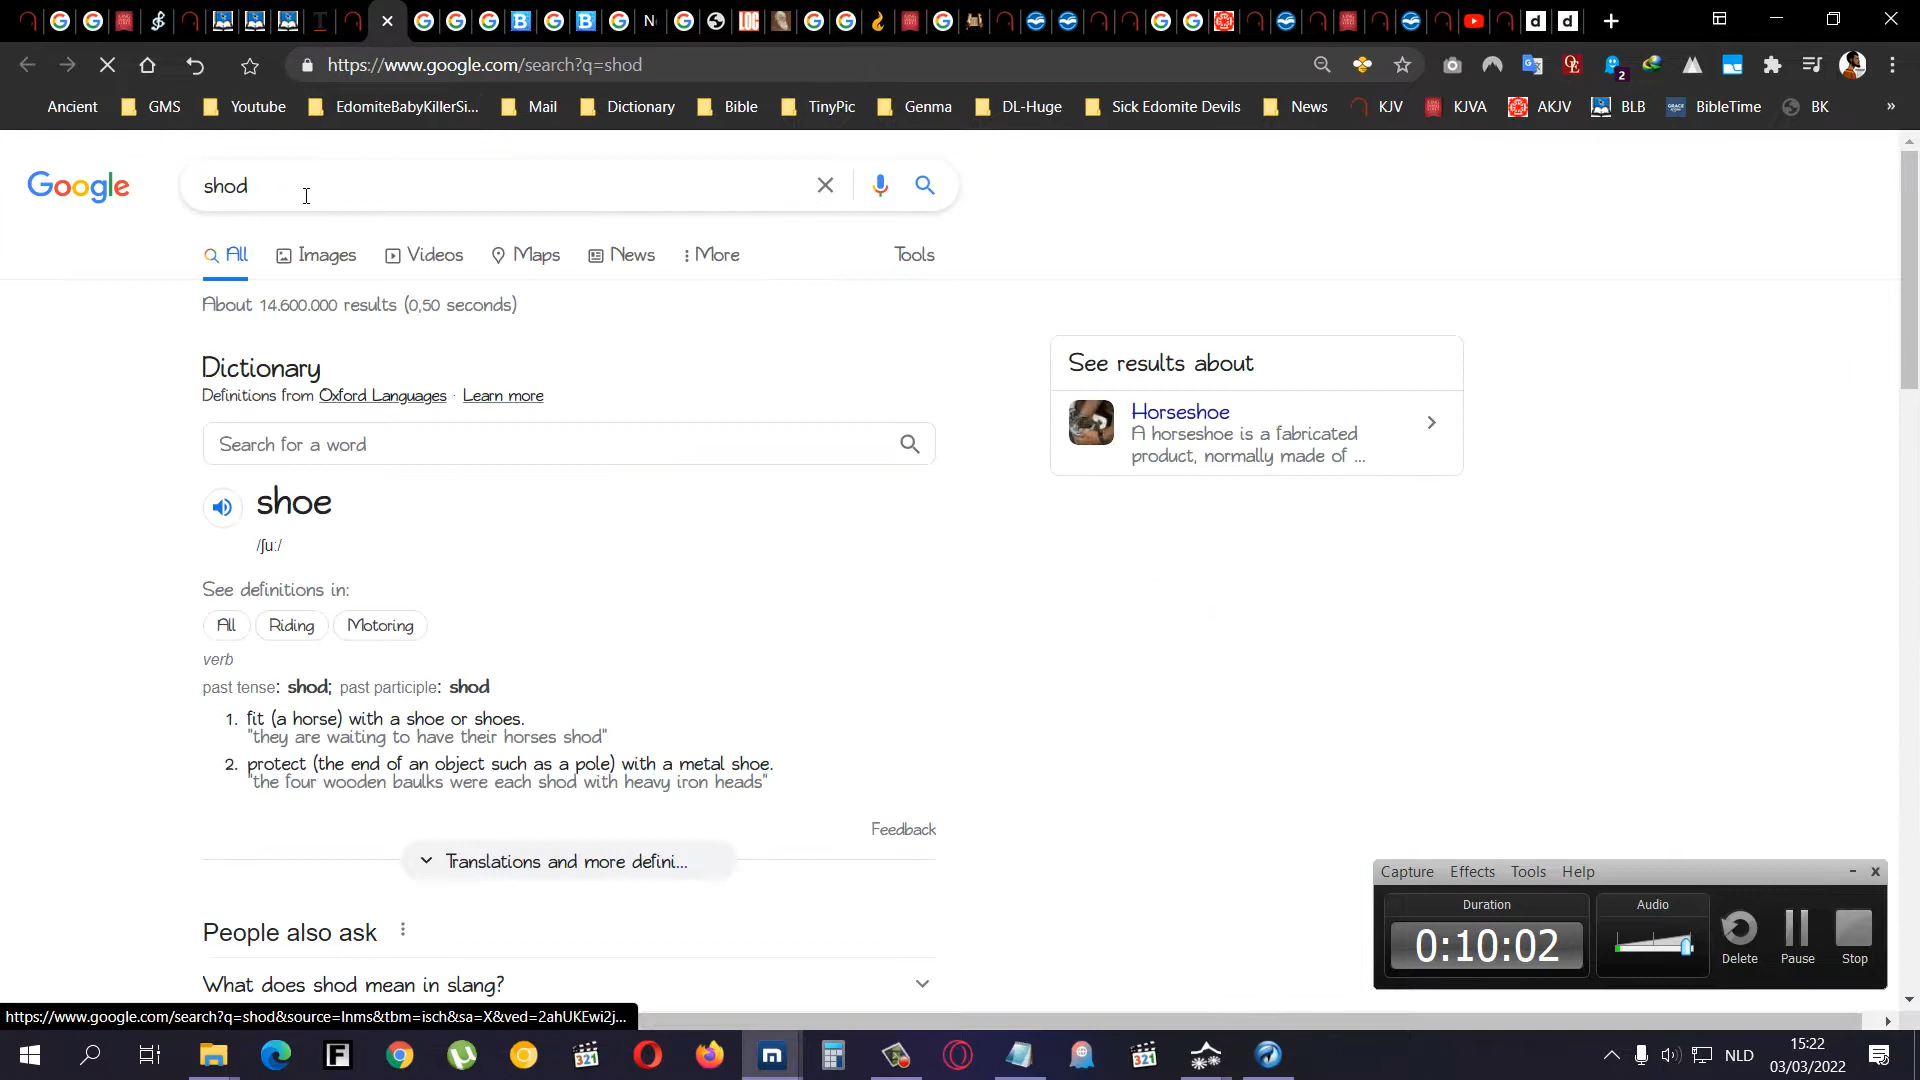 https://www.google.com/search?q=shod
2
Ancient GMS Youtube EdomiteBabyKillerSi... Mail Dictionary Bible TinyPic Genma DL-Huge Sick Edomite Devils News KJV KJVA AKJV BLB BibleTime BK »
Google shod
All Images Videos Maps News More Tools
About 14.600.000 results (0,50 seconds)
Dictionary
Definitions from Oxford Languages · Learn more
Search for a word
shoe
/ʃuː/
See definitions in:
All Riding Motoring
verb
past tense: shod; past participle: shod
1. fit (a horse) with a shoe or shoes.
"they are waiting to have their horses shod"
2. protect (the end of an object such as a pole) with a metal shoe.
"the four wooden baulks were each shod with heavy iron heads"
Feedback
Translations and more defini...
People also ask
What does shod mean in slang?
See results about
Horseshoe
A horseshoe is a fabricated
product, normally made of ...
Capture Effects Tools Help
Duration Audio
0:10:02
Delete Pause Stop
https://www.google.com/search?q=shod&source=lnms&tbm=isch&sa=X&ved=2ahUKEwi2j...
NLD
15:22
03/03/2022